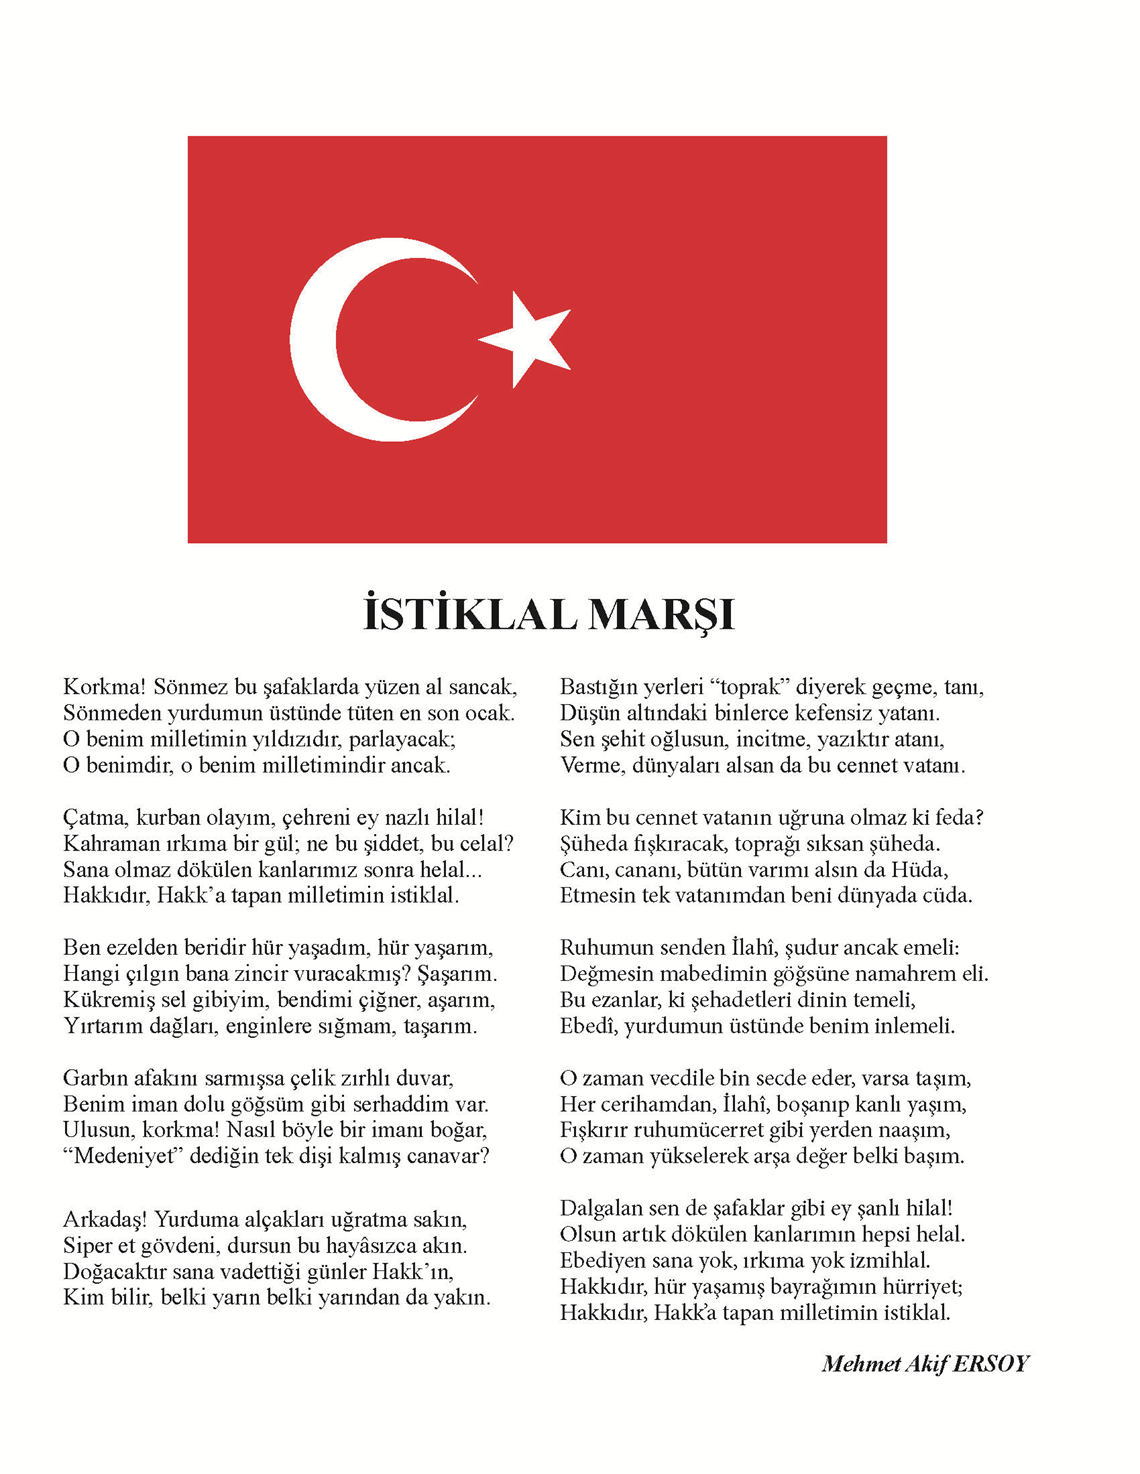 İSTİKLAL MARŞI
Korkma! Sönmez bu şafaklarda yüzen al sancak,
Sönmeden yurdumun üstünde tüten en son ocak.
O benim milletimin yıldızıdır, parlayacak;
O benimdir, o benim milletimindir ancak.
Çatma, kurban olayım, çehreni ey nazlı hilal!
Kahraman ırkıma bir gül; ne bu şiddet, bu celal?
Sana olmaz dökülen kanlarımız sonra helal...
Hakkıdır, Hakk’a tapan milletimin istiklal.
Ben ezelden beridir hür yaşadım, hür yaşarım,
Hangi çılgın bana zincir vuracakmış? Şaşarım.
Kükremiş sel gibiyim, bendimi çiğner, aşarım,
Yırtarım dağları, enginlere sığmam, taşarım.
Garbın afakını sarmışsa çelik zırhlı duvar,
Benim iman dolu göğsüm gibi serhaddim var.
Ulusun, korkma! Nasıl böyle bir imanı boğar,
“Medeniyet” dediğin tek dişi kalmış canavar?
Arkadaş! Yurduma alçakları uğratma sakın,
Siper et gövdeni, dursun bu hayâsızca akın.
Doğacaktır sana vadettiği günler Hakk’ın,
Kim bilir, belki yarın belki yarından da yakın.
Bastığın yerleri “toprak” diyerek geçme, tanı,
Düşün altındaki binlerce kefensiz yatanı.
Sen şehit oğlusun, incitme, yazıktır atanı,
Verme, dünyaları alsan da bu cennet vatanı.
Kim bu cennet vatanın uğruna olmaz ki feda?
Şüheda fışkıracak, toprağı sıksan şüheda.
Canı, cananı, bütün varımı alsın da Hüda,
Etmesin tek vatanımdan beni dünyada cüda.
Ruhumun senden İlahî, şudur ancak emeli:
Değmesin mabedimin göğsüne namahrem eli.
Bu ezanlar, ki şehadetleri dinin temeli,
Ebedî, yurdumun üstünde benim inlemeli.
O zaman vecdile bin secde eder, varsa taşım,
Her cerihamdan, İlahî, boşanıp kanlı yaşım,
Fışkırır ruhumücerret gibi yerden naaşım,
O zaman yükselerek arşa değer belki başım.
Dalgalan sen de şafaklar gibi ey şanlı hilal!
Olsun artık dökülen kanlarımın hepsi helal.
Ebediyen sana yok, ırkıma yok izmihlal.
Hakkıdır, hür yaşamış bayrağımın hürriyet;
Hakkıdır, Hakk’a tapan milletimin istiklal.
Mehmet Akif ERSOY